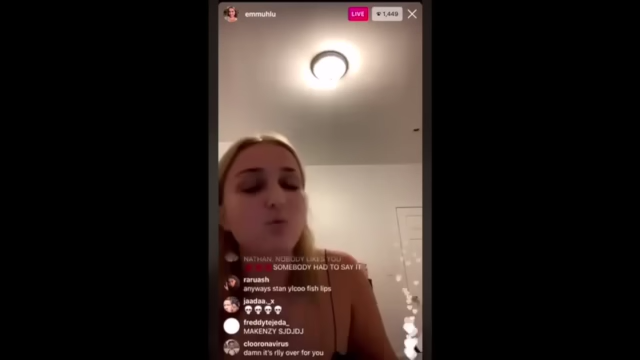 emmuhlu
LIVE
1,449
NATHAN, NOBODY LIKES YOU
SOMEBODY HAD TO SAY IT
raruash
anyways stan ylcoo fish lips
jaadaa._x
💀💀💀💀
freddytejeda_
MAKENZY SJDJDJ
clooronavirus
damn it's rlly over for you